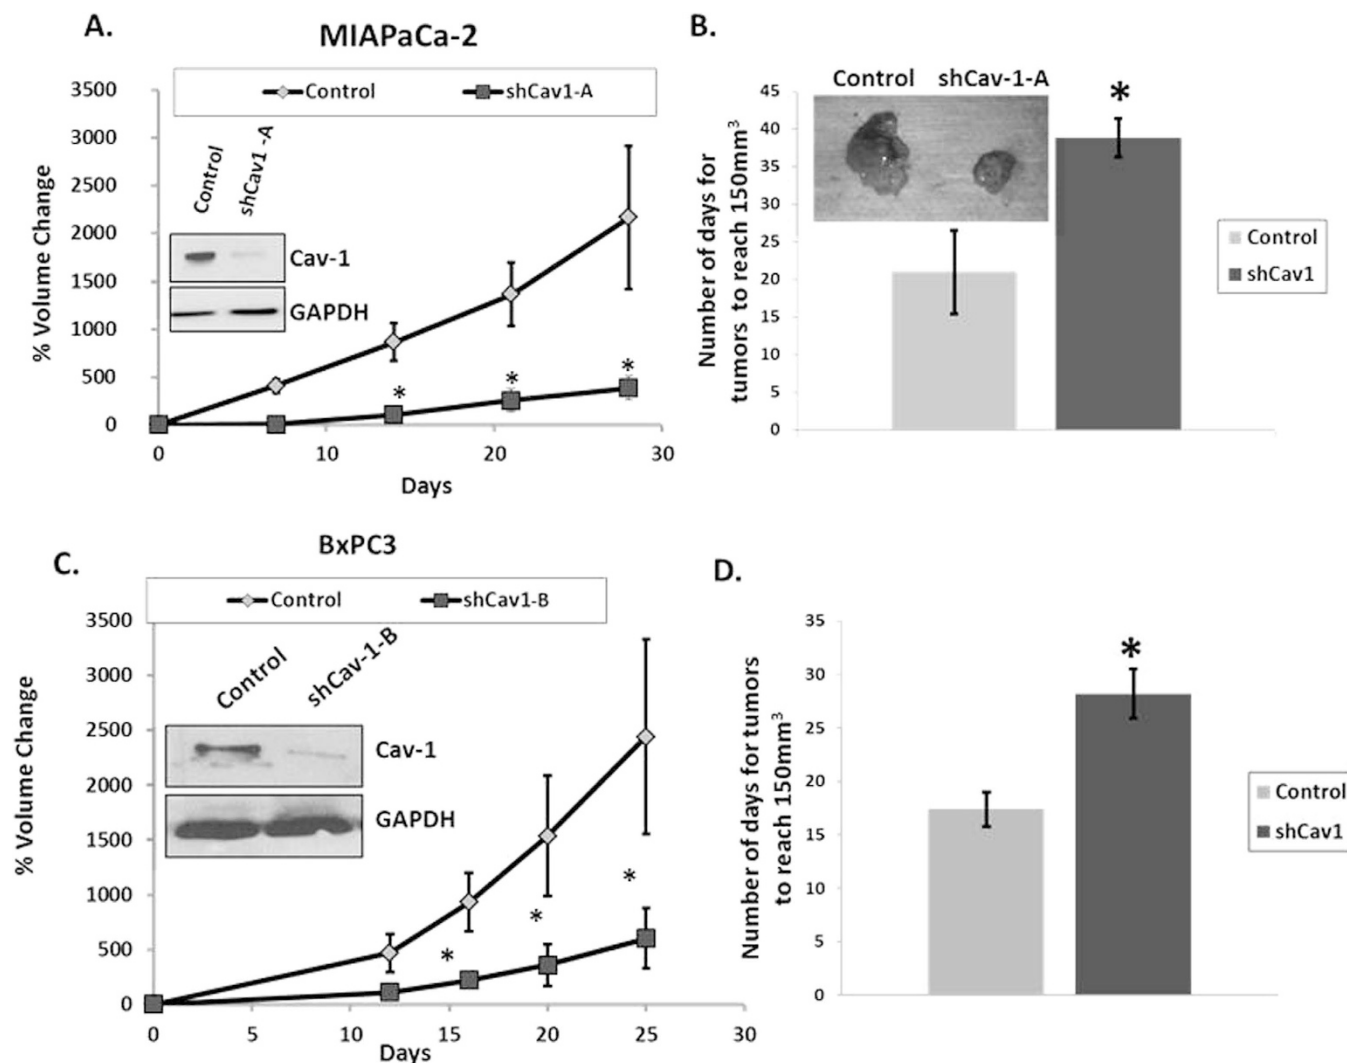 A.
MIAPaCa-2
Control
shCav1-A
3500
3000
2500
2000
1500
1000
500
0
% Volume Change
Control
shCav1 -A
Cav-1
GAPDH
*
*
*
0
10
20
30
Days
B.
Control
shCav-1-A
*
45
40
35
30
25
20
15
10
5
0
Number of days for
tumors to reach 150mm³
Control
shCav1
BxPC3
C.
Control
shCav1-B
3500
3000
2500
2000
1500
1000
500
0
% Volume Change
Control
shCav-1-B
Cav-1
GAPDH
*
*
*
0
5
10
15
20
25
30
Days
D.
35
30
25
20
15
10
5
0
*
Number of days for tumors
to reach 150mm³
Control
shCav1